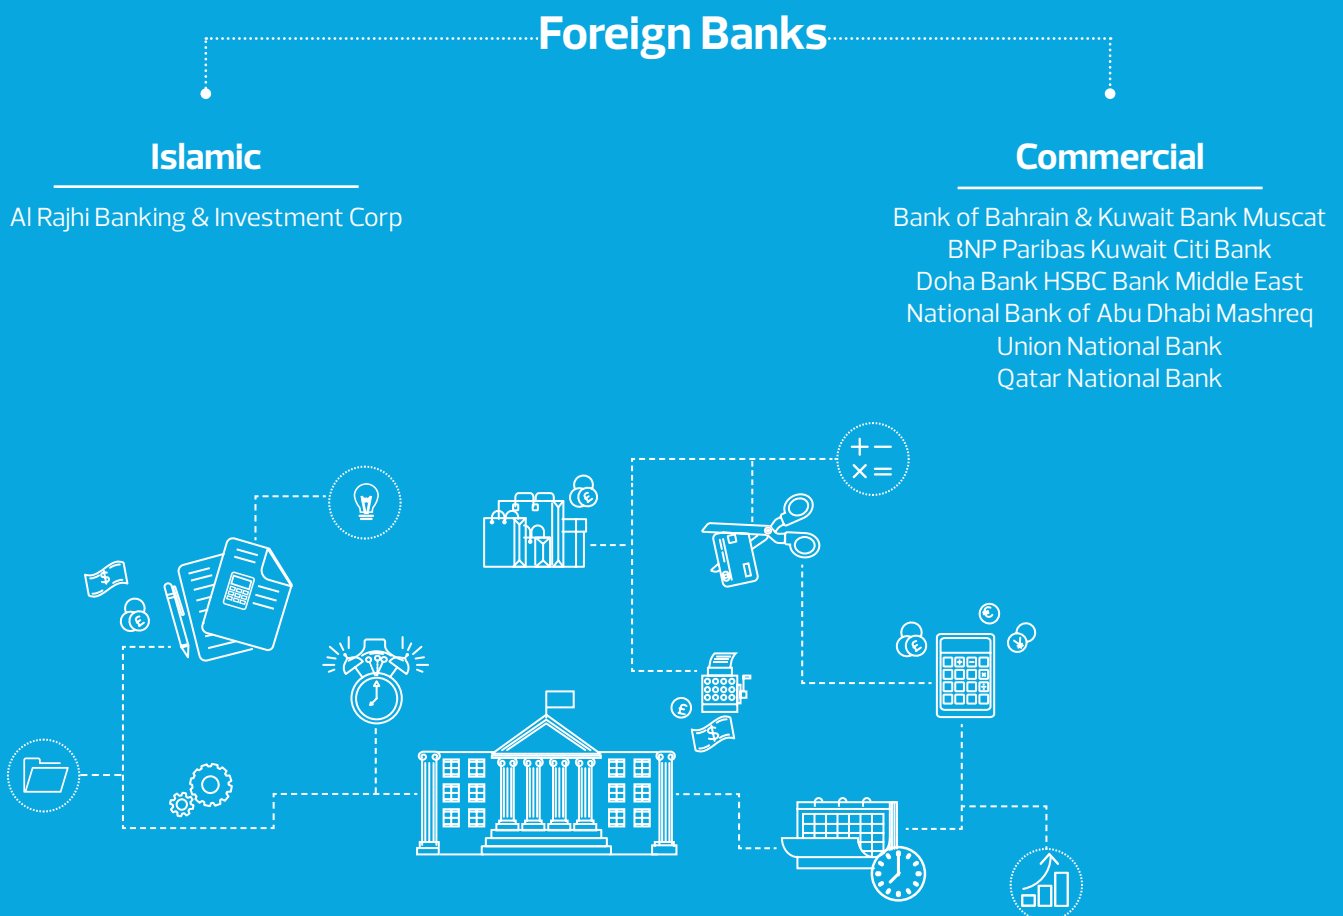 Foreign Banks
Islamic
Al Rajhi Banking & Investment Corp
Commercial
Bank of Bahrain & Kuwait Bank Muscat
BNP Paribas Kuwait Citi Bank
Doha Bank HSBC Bank Middle East
National Bank of Abu Dhabi Mashreq
Union National Bank
Qatar National Bank